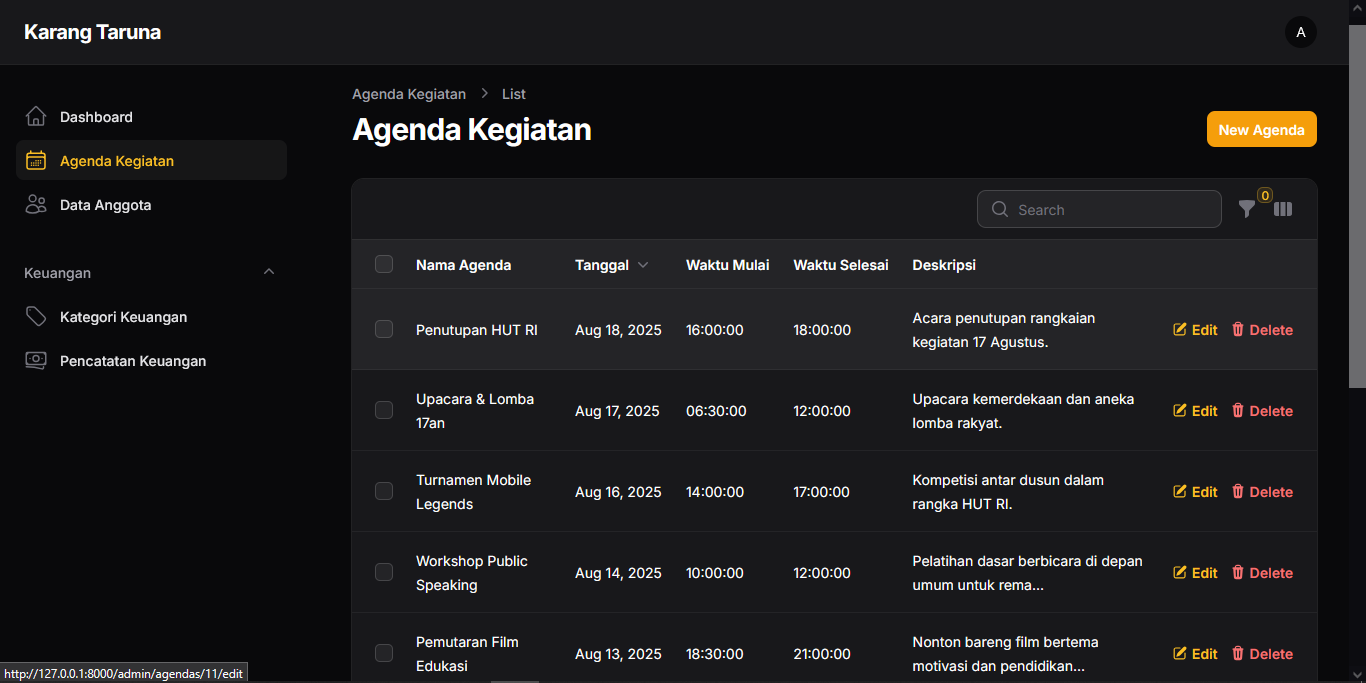 Karang Taruna
A
Dashboard
Agenda Kegiatan
Data Anggota
Keuangan
Kategori Keuangan
Pencatatan Keuangan
Agenda Kegiatan > List
Agenda Kegiatan
New Agenda
Search
0
Nama Agenda Tanggal Waktu Mulai Waktu Selesai Deskripsi
Penutupan HUT RI Aug 18, 2025 16:00:00 18:00:00 Acara penutupan rangkaian
kegiatan 17 Agustus.
Edit Delete
Upacara & Lomba
17an
Aug 17, 2025 06:30:00 12:00:00
Upacara kemerdekaan dan aneka
lomba rakyat.
Edit Delete
Turnamen Mobile
Legends
Aug 16, 2025 14:00:00 17:00:00
Kompetisi antar dusun dalam
rangka HUT RI.
Edit Delete
Workshop Public
Speaking
Aug 14, 2025 10:00:00 12:00:00
Pelatihan dasar berbicara di depan
umum untuk rema...
Edit Delete
Pemutaran Film
Edukasi
Aug 13, 2025 18:30:00 21:00:00
Nonton bareng film bertema
motivasi dan pendidikan...
Edit Delete
http://127.0.0.1:8000/admin/agendas/11/edit